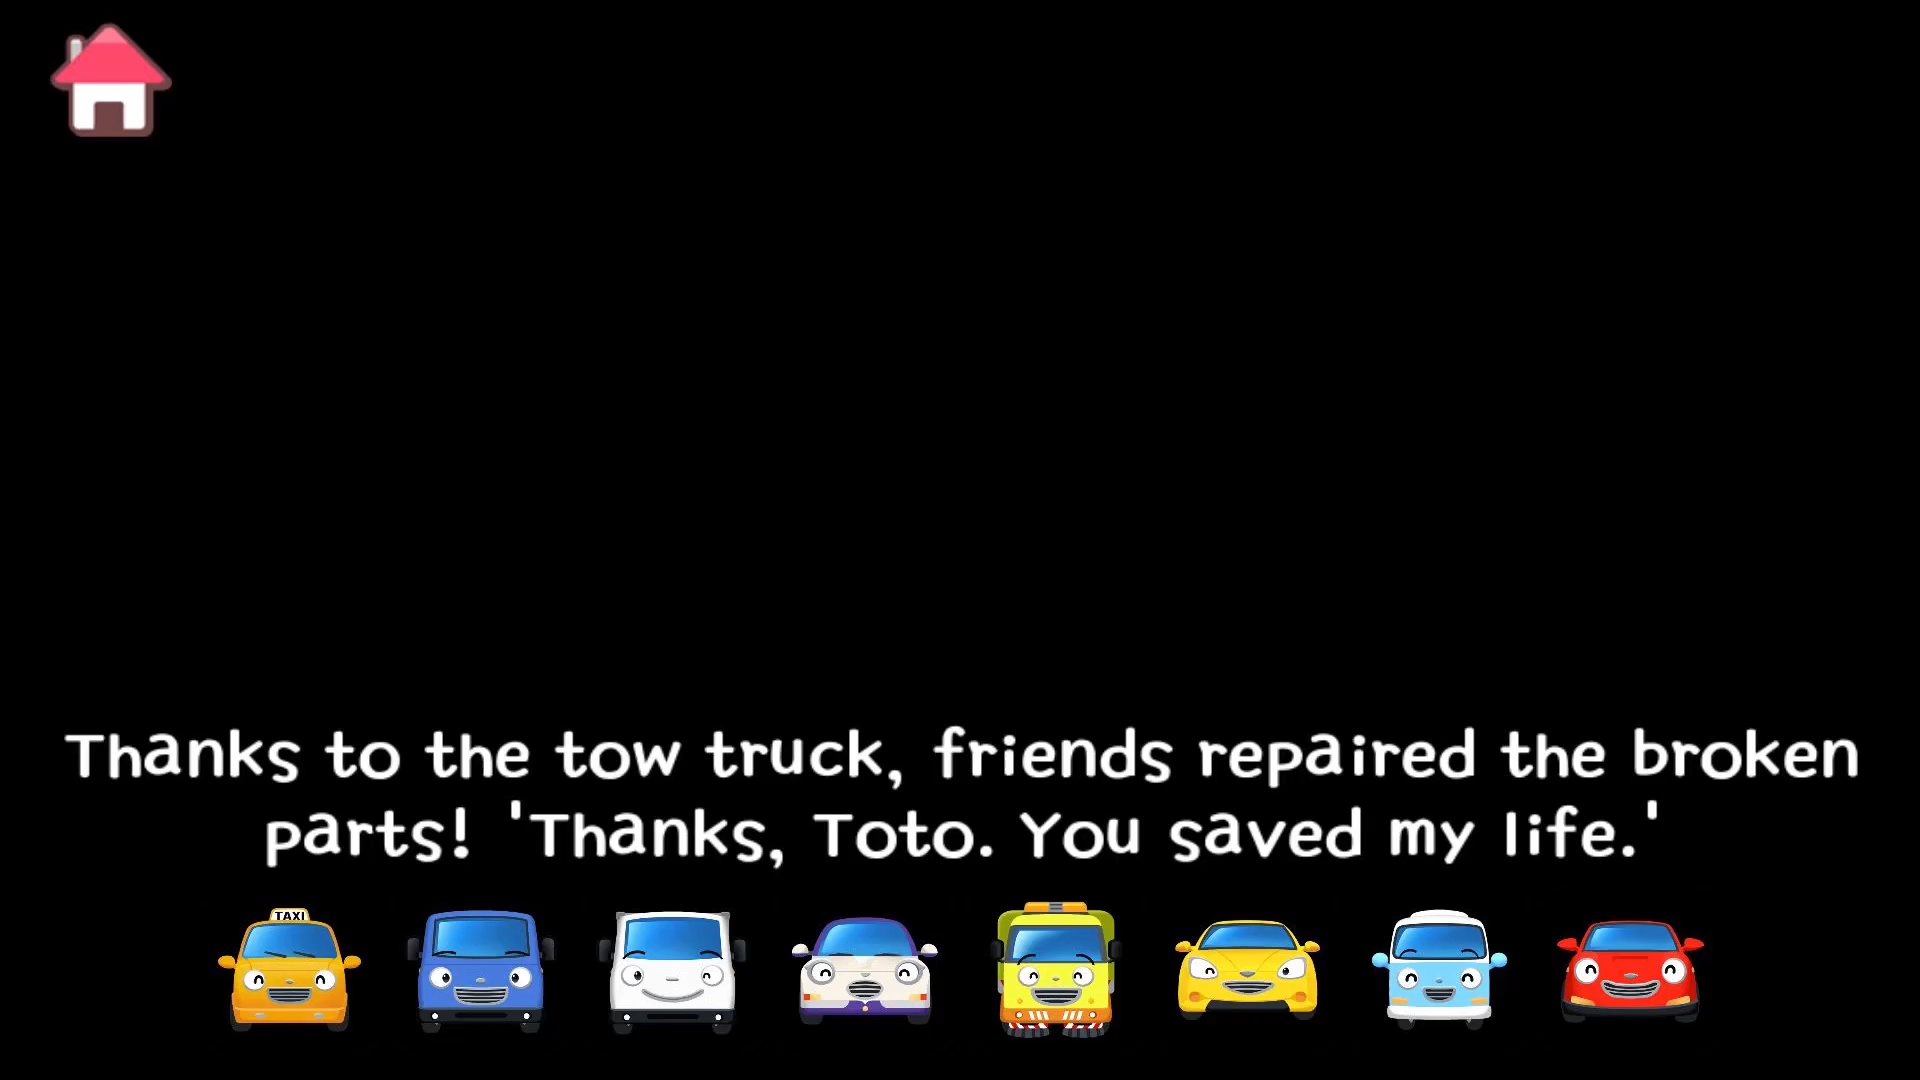 Thanks to the tow truck, friends repaired the broken
parts! 'Thanks, Toto. You saved my life.'
TAXI